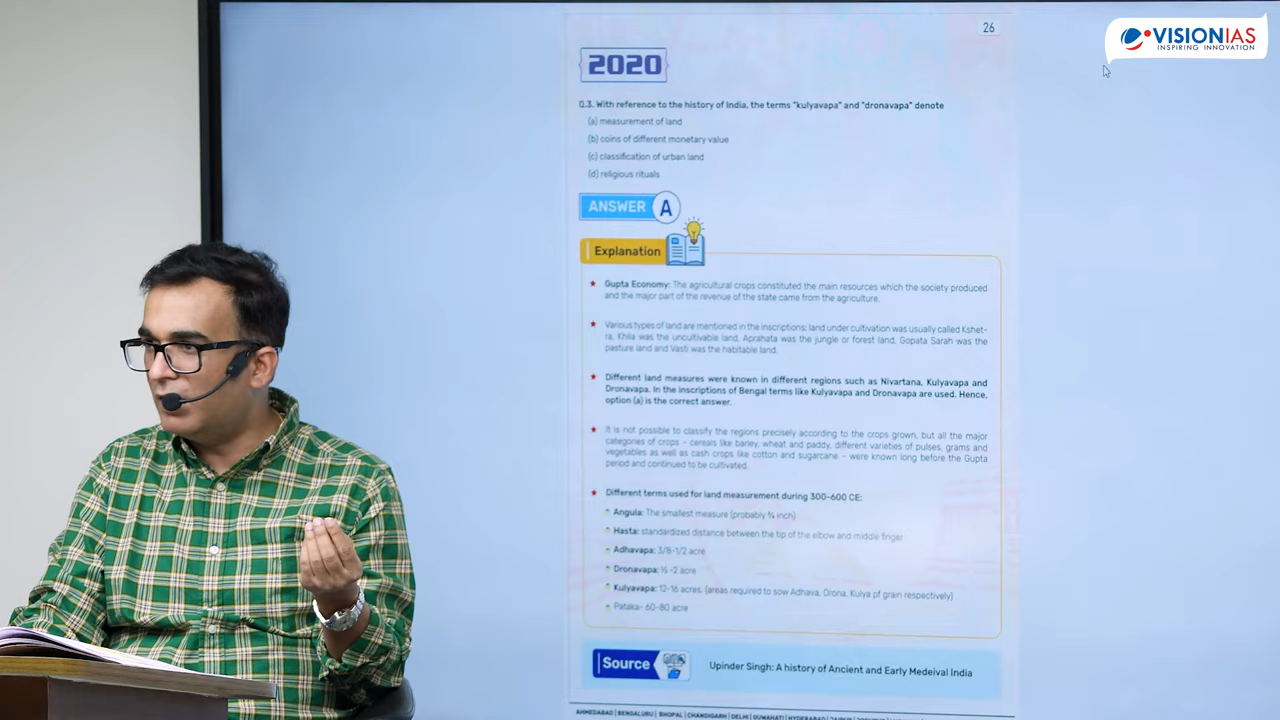 26
VISIONIAS
INSPIRING INNOVATION
2020
Q.3. With reference to the history of India, the terms "kulyavapa" and "dronavapa" denote
(a) measurement of land
(b) coins of different monetary value
(c) classification of urban land
(d) religious rituals
ANSWER A
Explanation
Gupta Economy: The agricultural crops constituted the main resources which the society produced
and the major part of the revenue of the state came from the agriculture.
Various types of land are mentioned in the inscriptions; land under cultivation was usually called Kshet-
ra, Khila was the uncultivable land, Aprahata was the jungle or forest land, Gopata Sarah was the
pasture land and Vasti was the habitable land.
Different land measures were known in different regions such as Nivartana, Kulyavapa and
Dronavapa. In the inscriptions of Bengal terms like Kulyavapa and Dronavapa are used. Hence,
option (a) is the correct answer.
It is not possible to classify the regions precisely according to the crops grown, but all the major
categories of crops – cereals like barley, wheat and paddy, different varieties of pulses, grams and
vegetables as well as cash crops like cotton and sugarcane – were known long before the Gupta
period and continued to be cultivated.
Different terms used for land measurement during 300-600 CE:
Angula: The smallest measure (probably ¾ inch)
Hasta: standardized distance between the tip of the elbow and middle finger
Adhavapa: 3/8-1/2 acre
Dronavapa: ½ -2 acre
Kulyavapa: 12-16 acres, (areas required to sow Adhava, Drona, Kulya pf grain respectively)
Pataka- 60-80 acre
Source
Upinder Singh: A history of Ancient and Early Medeival India
AHMEDABAD | BENGALURU | BHOPAL | CHANDIGARH | DELHI | GUWAHATI | HYDERABAD | JAIPUR